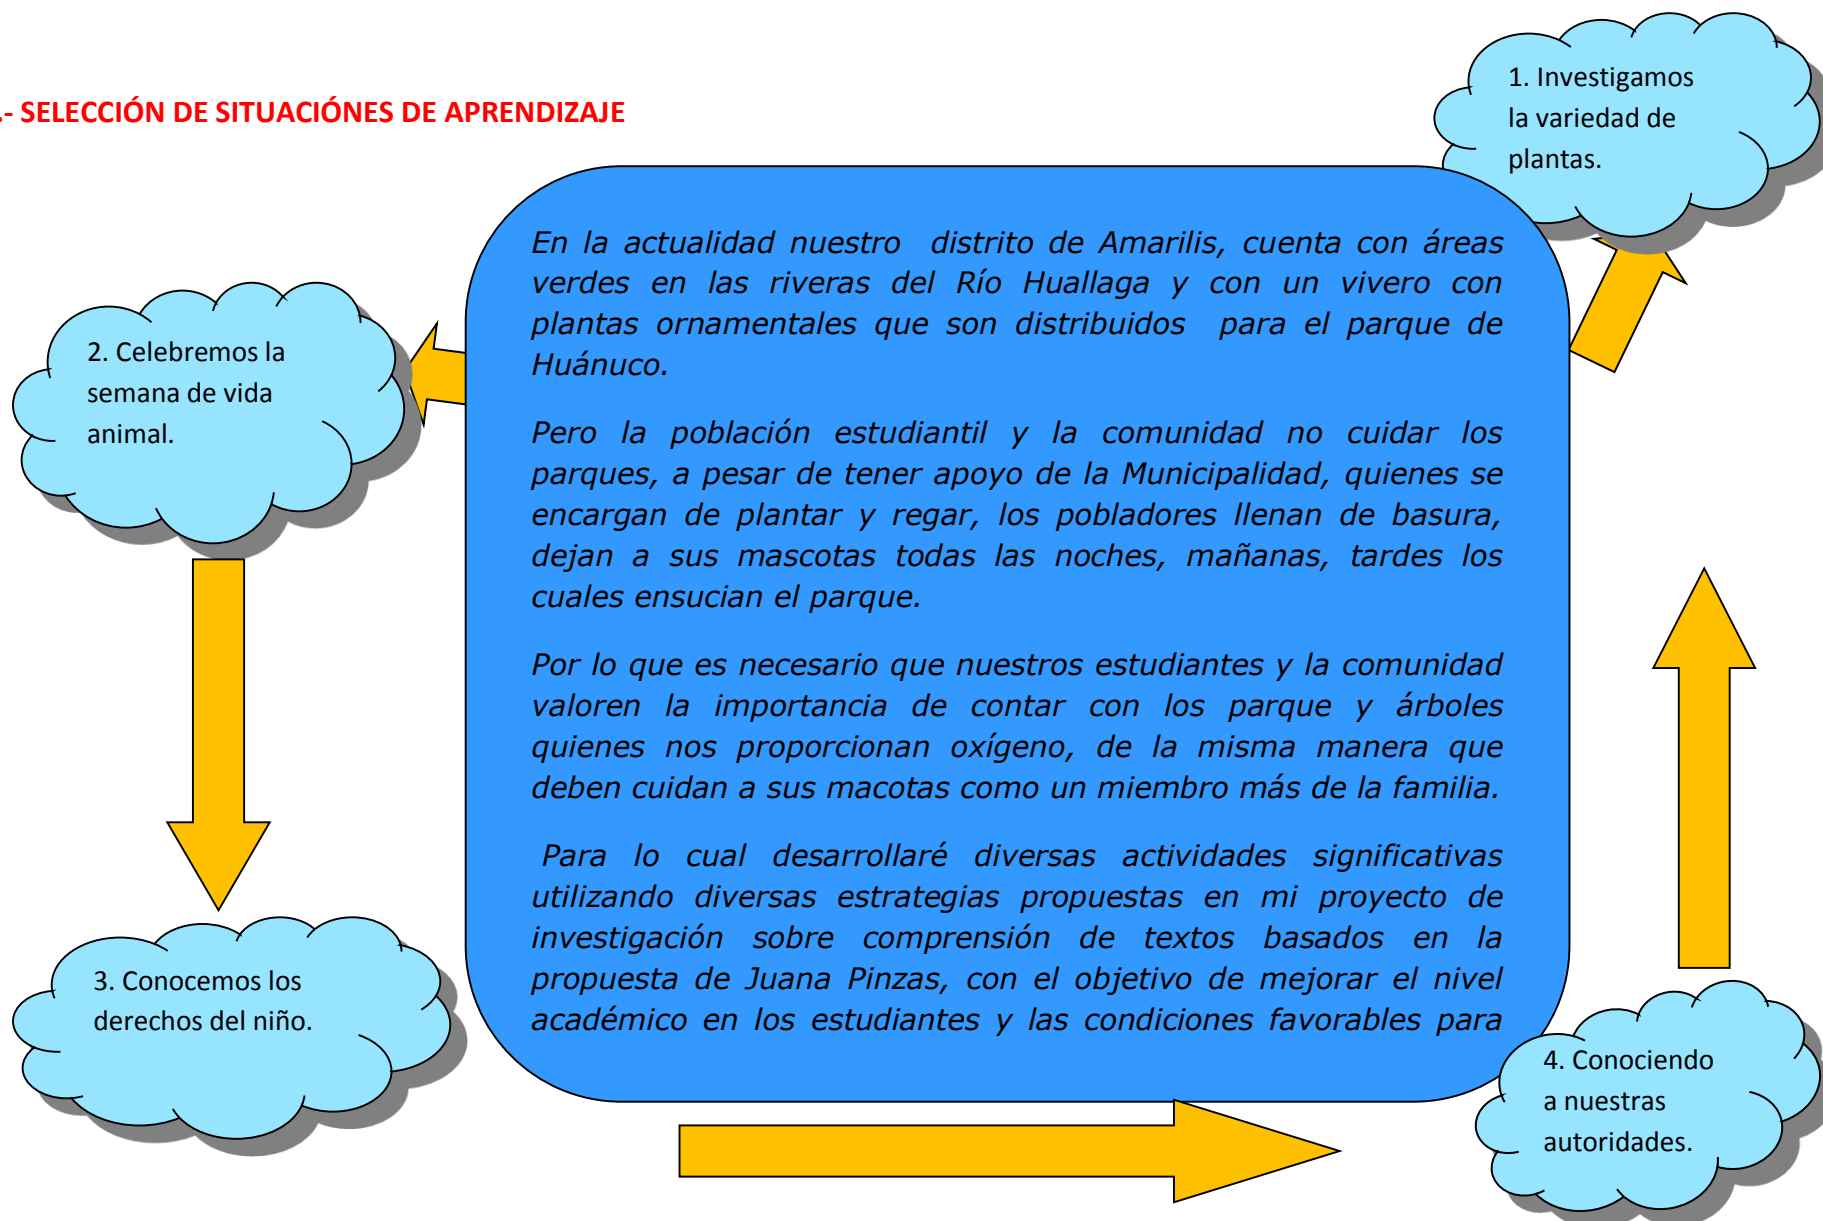 .- SELECCIÓN DE SITUACIÓNES DE APRENDIZAJE
1. Investigamos
la variedad de
plantas.
En la actualidad nuestro distrito de Amarilis, cuenta con áreas
verdes en las riveras del Río Huallaga y con un vivero con
plantas ornamentales que son distribuidos para el parque de
Huánuco.
Pero la población estudiantil y la comunidad no cuidar los
parques, a pesar de tener apoyo de la Municipalidad, quienes se
encargan de plantar y regar, los pobladores llenan de basura,
dejan a sus mascotas todas las noches, mañanas, tardes los
cuales ensucian el parque.
Por lo que es necesario que nuestros estudiantes y la comunidad
valoren la importancia de contar con los parque y árboles
quienes nos proporcionan oxígeno, de la misma manera que
deben cuidan a sus macotas como un miembro más de la familia.
Para lo cual desarrollaré diversas actividades significativas
utilizando diversas estrategias propuestas en mi proyecto de
investigación sobre comprensión de textos basados en la
propuesta de Juana Pinzas, con el objetivo de mejorar el nivel
académico en los estudiantes y las condiciones favorables para
2. Celebremos la
semana de vida
animal.
3. Conocemos los
derechos del niño.
4. Conociendo
a nuestras
autoridades.